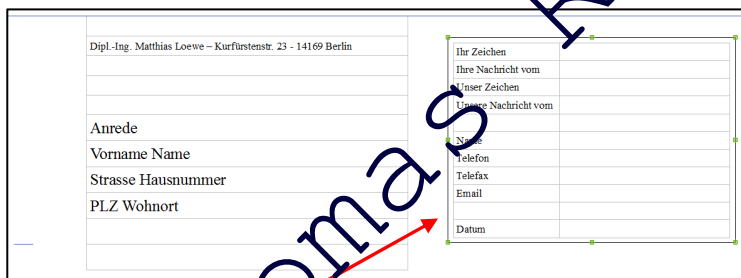 Dipl.-Ing. Matthias Loewe – Kurfürstenstr. 23 - 14169 Berlin
Anrede
Vorname Name
Strasse Hausnummer
PLZ Wohnort
Ihr Zeichen
Ihre Nachricht vom
Unser Zeichen
Unsere Nachricht vom
Name
Telefon
Telefax
Email
Datum